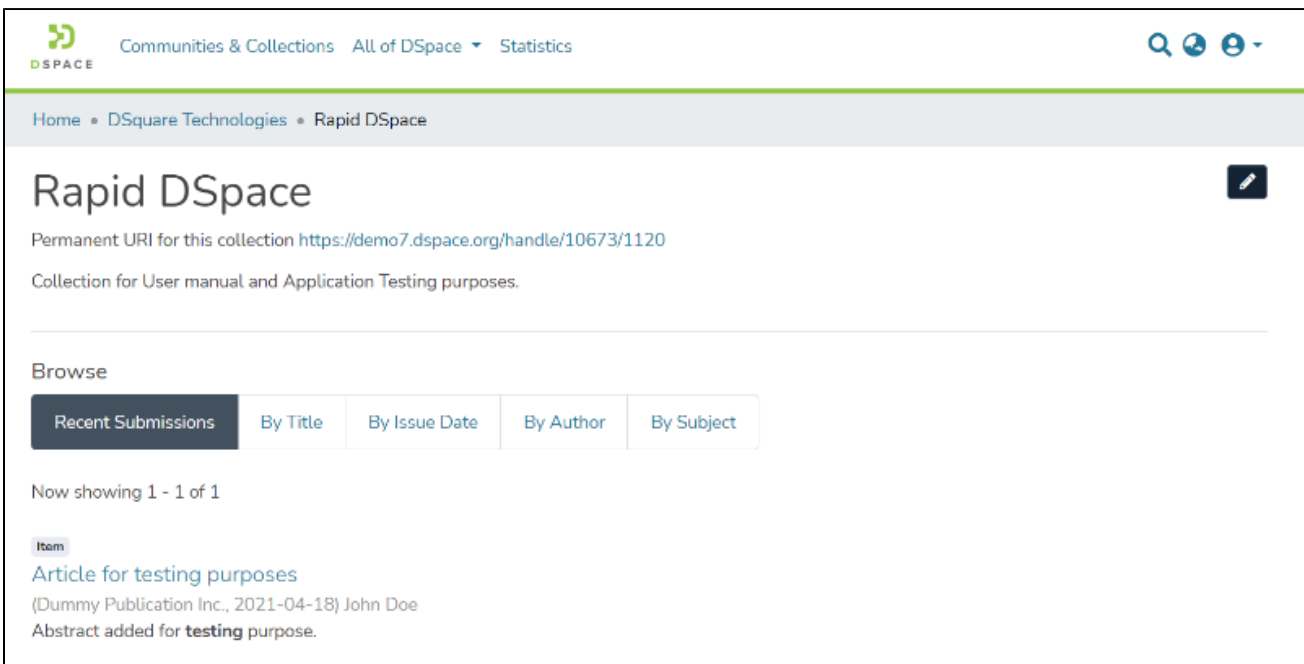 DSPACE
Communities & Collections All of DSpace Statistics
Home • DSquare Technologies • Rapid DSpace
Rapid DSpace
Permanent URI for this collection https://demo7.dspace.org/handle/10673/1120
Collection for User manual and Application Testing purposes.
Browse
Recent Submissions By Title By Issue Date By Author By Subject
Now showing 1 - 1 of 1
Item
Article for testing purposes
(Dummy Publication Inc., 2021-04-18) John Doe
Abstract added for testing purpose.